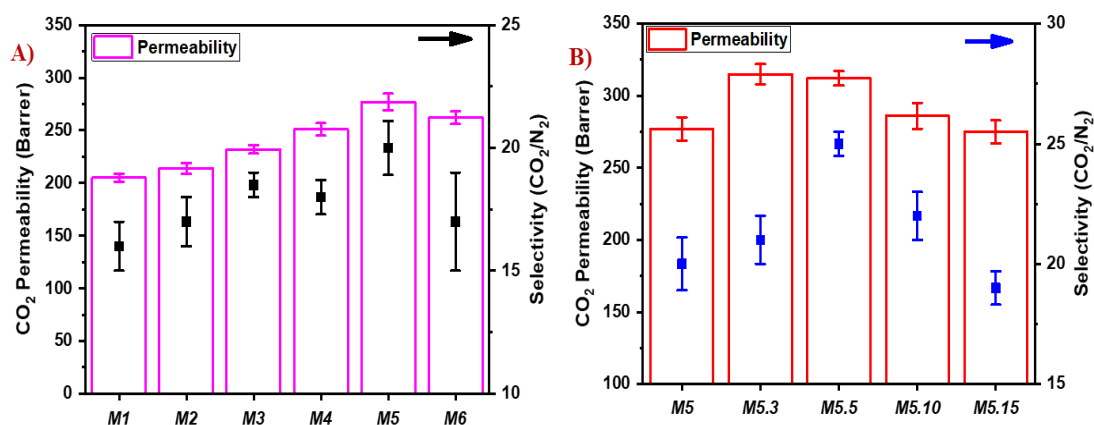 A)
Permeability
CO₂ Permeability (Barrer)
350
300
250
200
150
100
50
0
M1 M2 M3 M4 M5 M6
25
20
15
10
Selectivity (CO₂/N₂)
B)
Permeability
CO₂ Permeability (Barrer)
350
300
250
200
150
100
M5 M5.3 M5.5 M5.10 M5.15
30
25
20
15
Selectivity (CO₂/N₂)